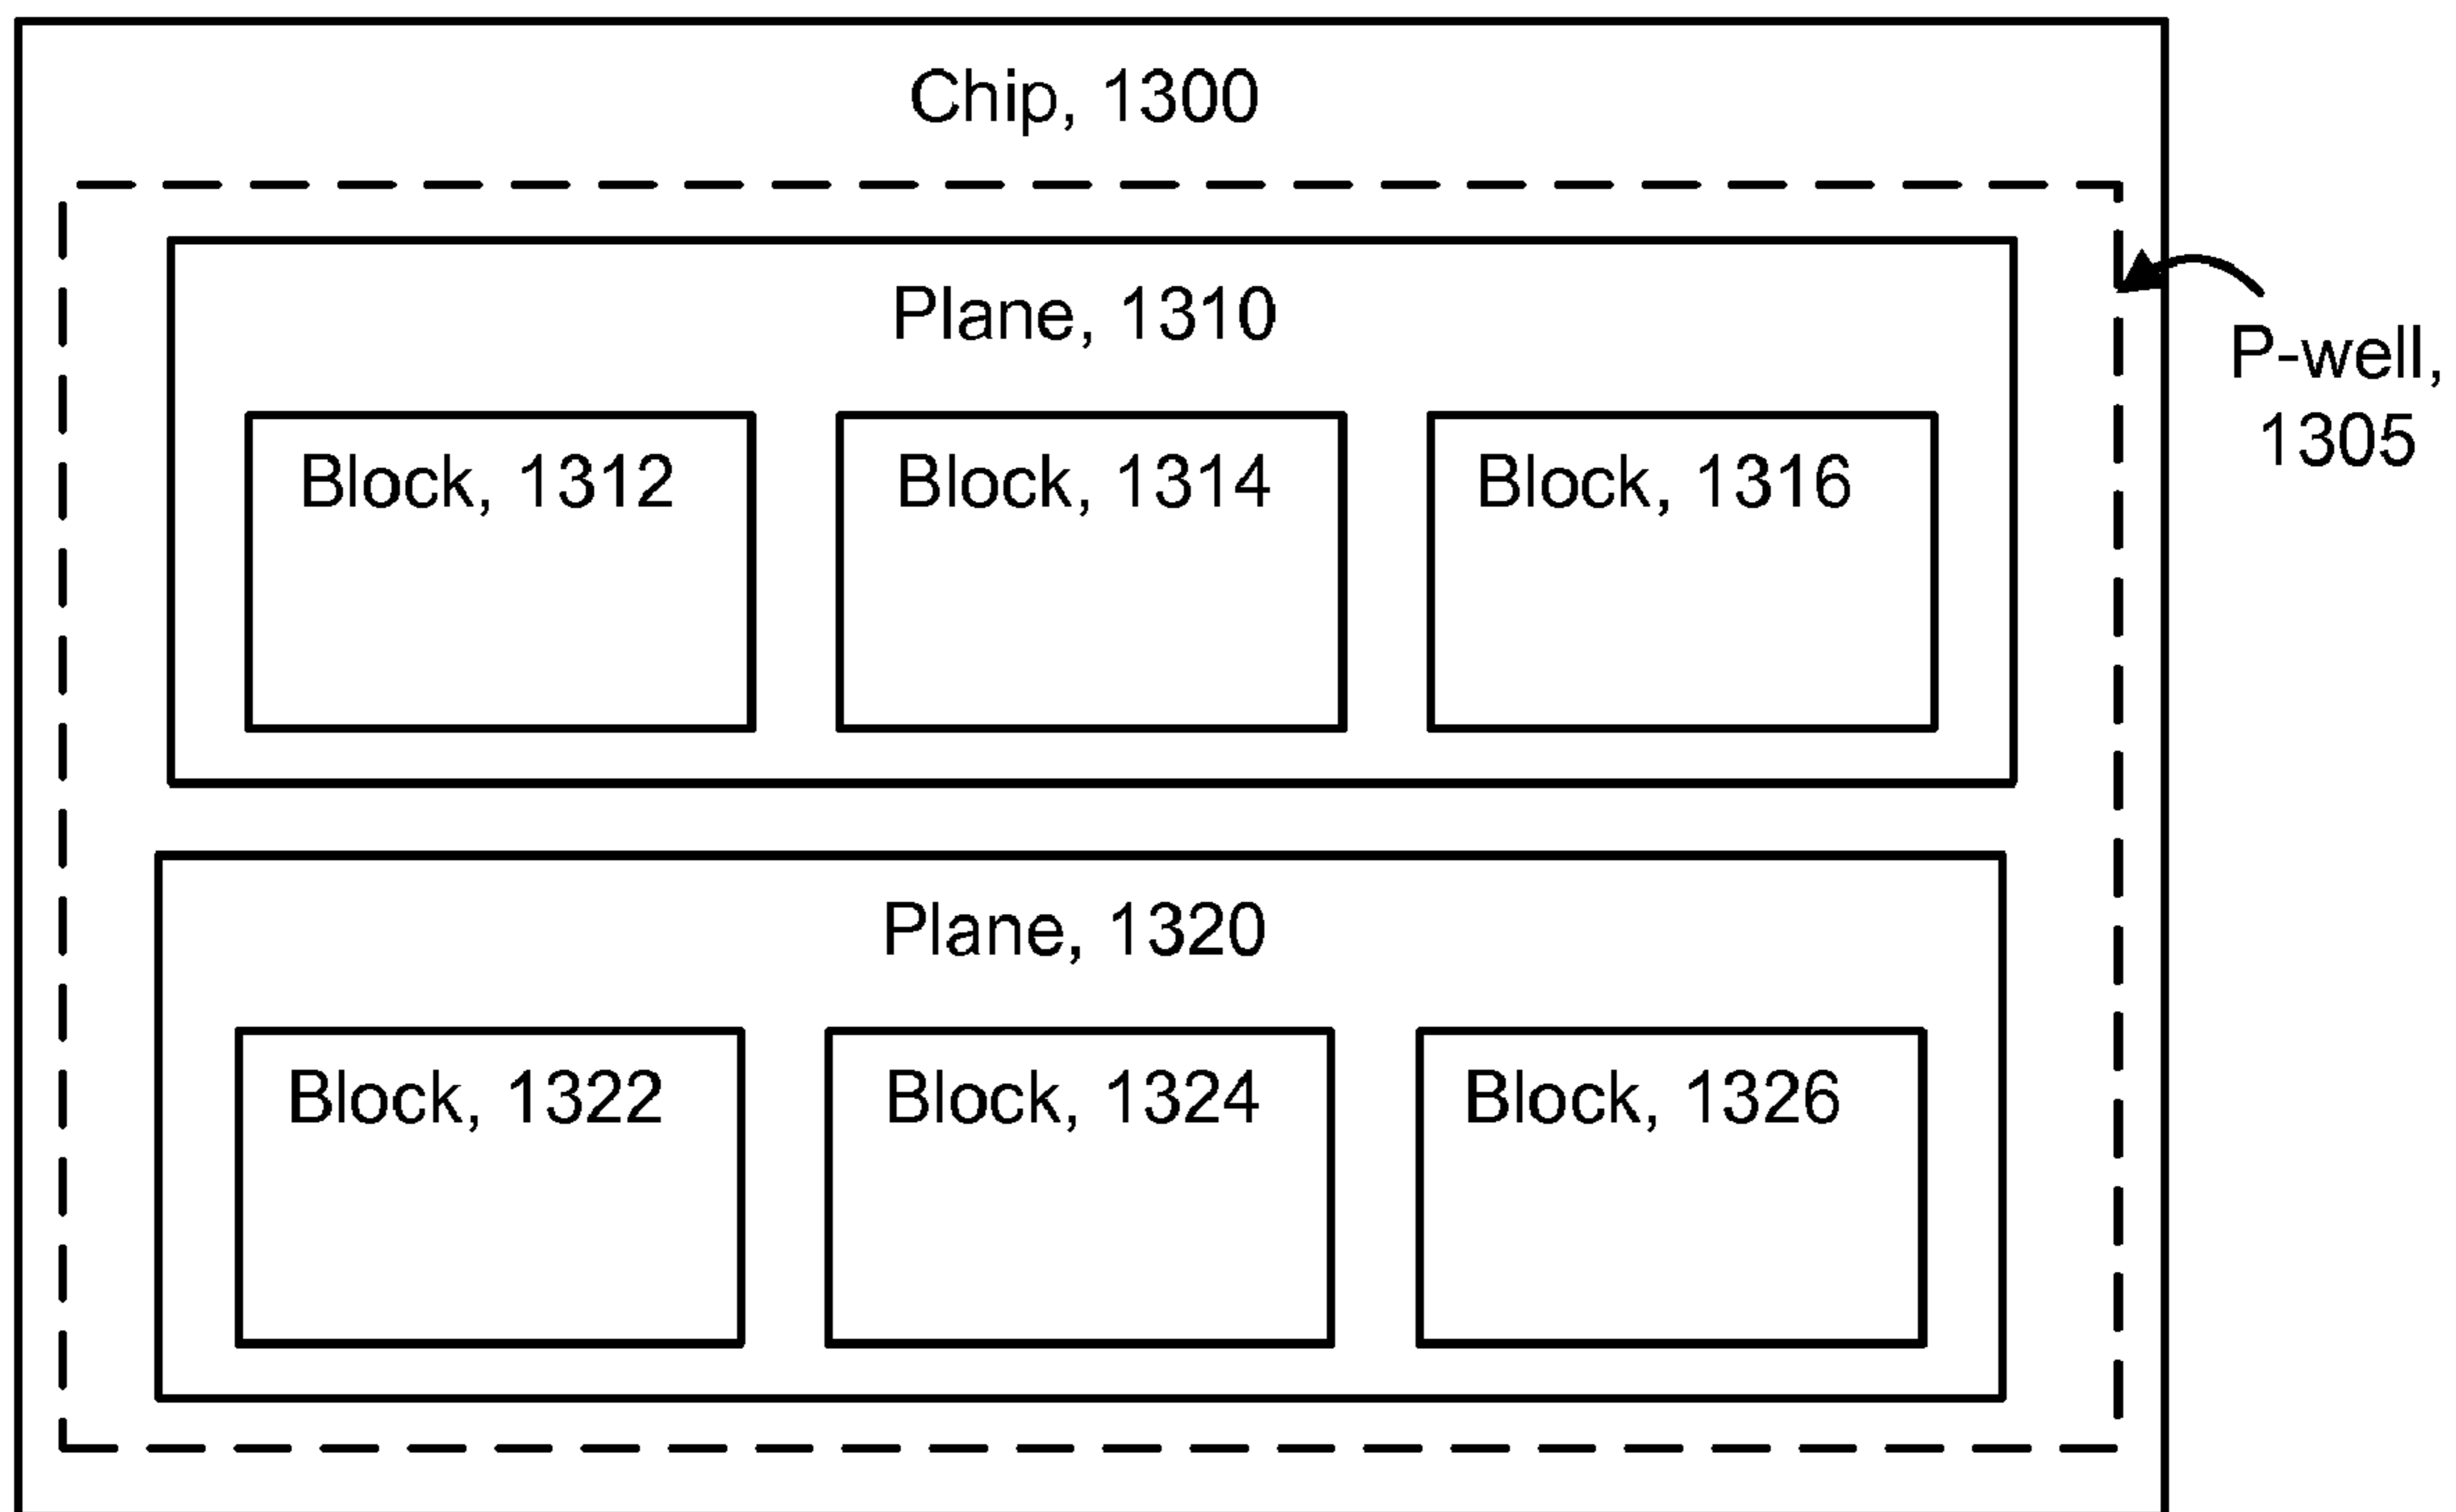 Chip, 1300
Plane, 1310
P-well,
1305
Block, 1312
Block, 1314
Block, 1316
Plane, 1320
Block, 1322
Block, 1324
Block, 1326